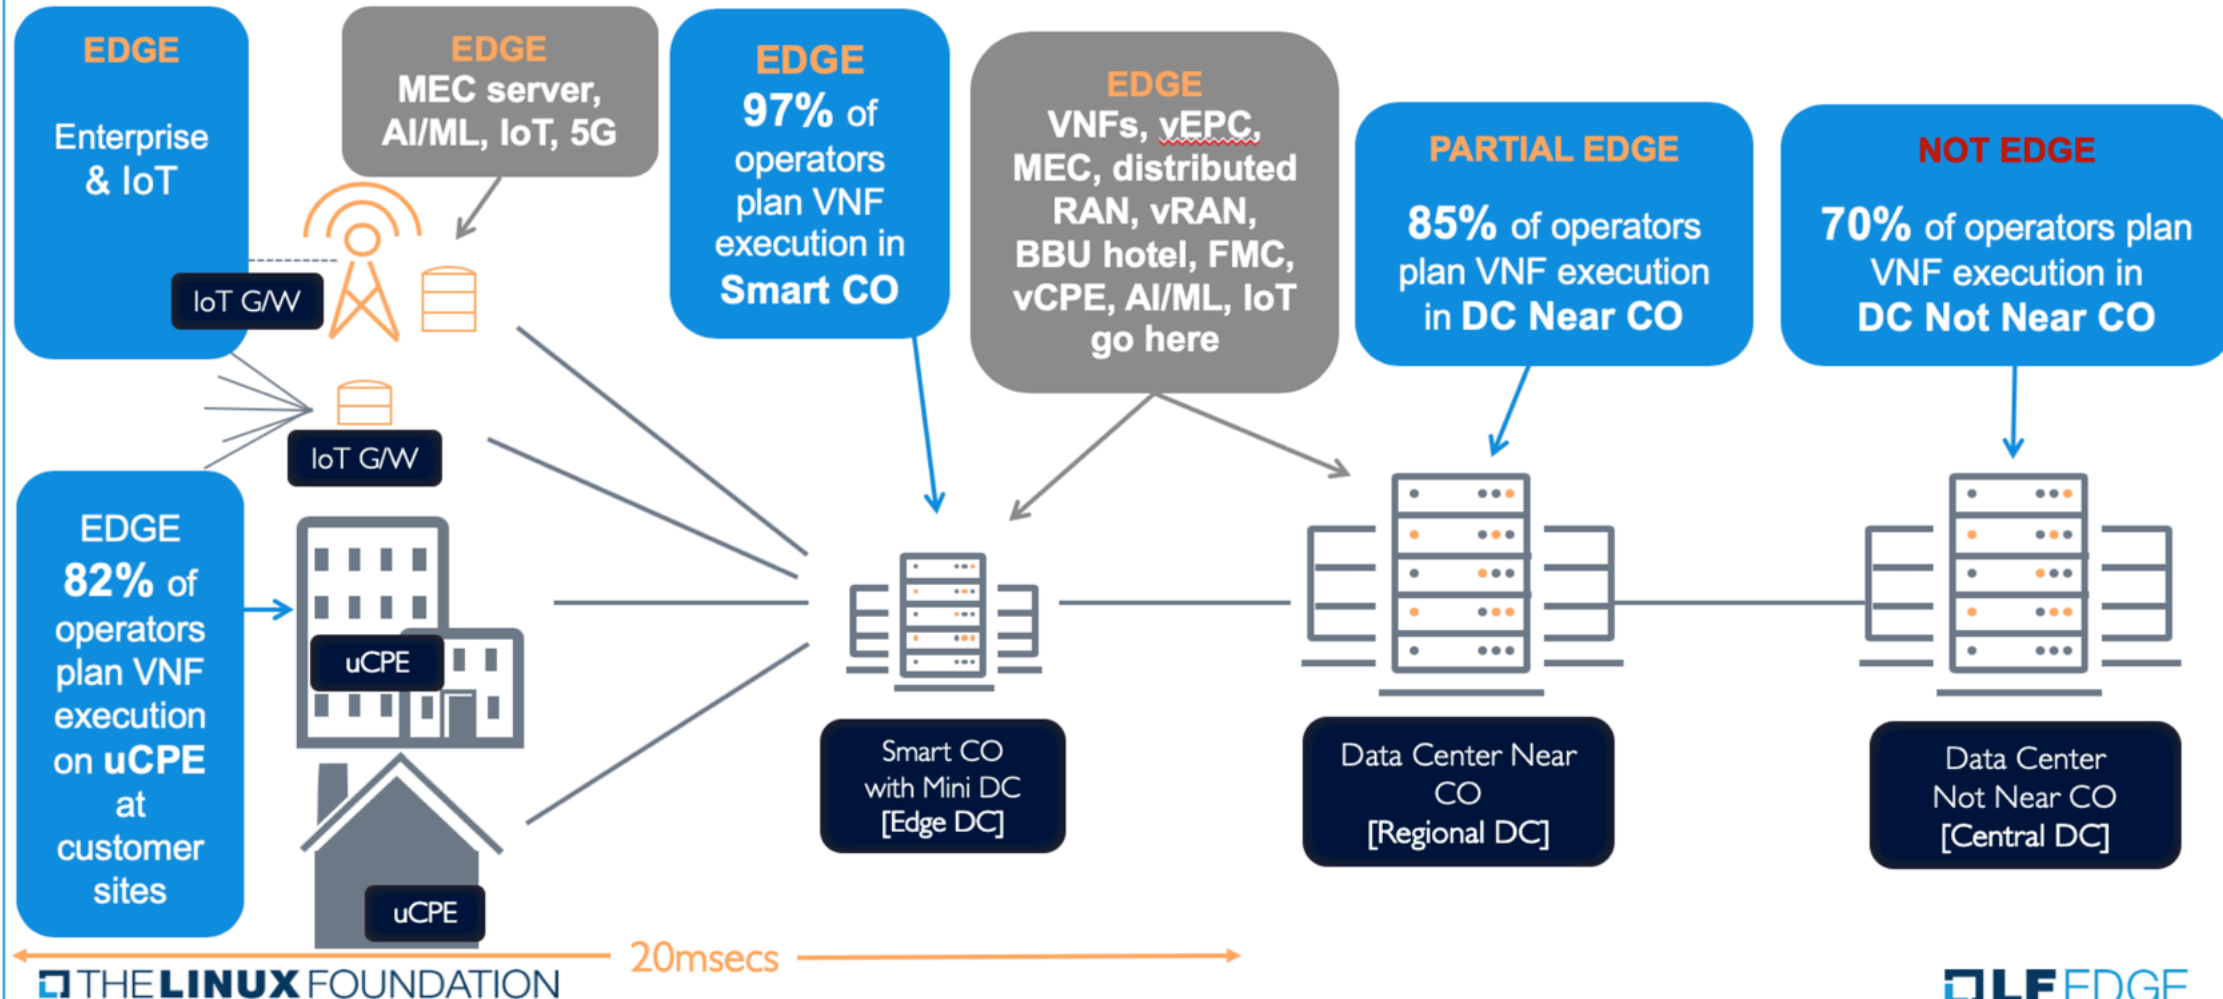 EDGE
Enterprise
& IoT
EDGE
MEC server,
AI/ML, IoT, 5G
EDGE
97% of
operators
plan VNF
execution in
Smart CO
EDGE
VNFs, vEPC,
MEC, distributed
RAN, vRAN,
BBU hotel, FMC,
vCPE, AI/ML, IoT
go here
PARTIAL EDGE
85% of operators
plan VNF execution
in DC Near CO
NOT EDGE
70% of operators plan
VNF execution in
DC Not Near CO
IoT G/W
IoT G/W
EDGE
82% of
operators
plan VNF
execution
on uCPE
at
customer
sites
uCPE
uCPE
Smart CO
with Mini DC
[Edge DC]
Data Center Near
CO
[Regional DC]
Data Center
Not Near CO
[Central DC]
20msecs
THE LINUX FOUNDATION
LF EDGE